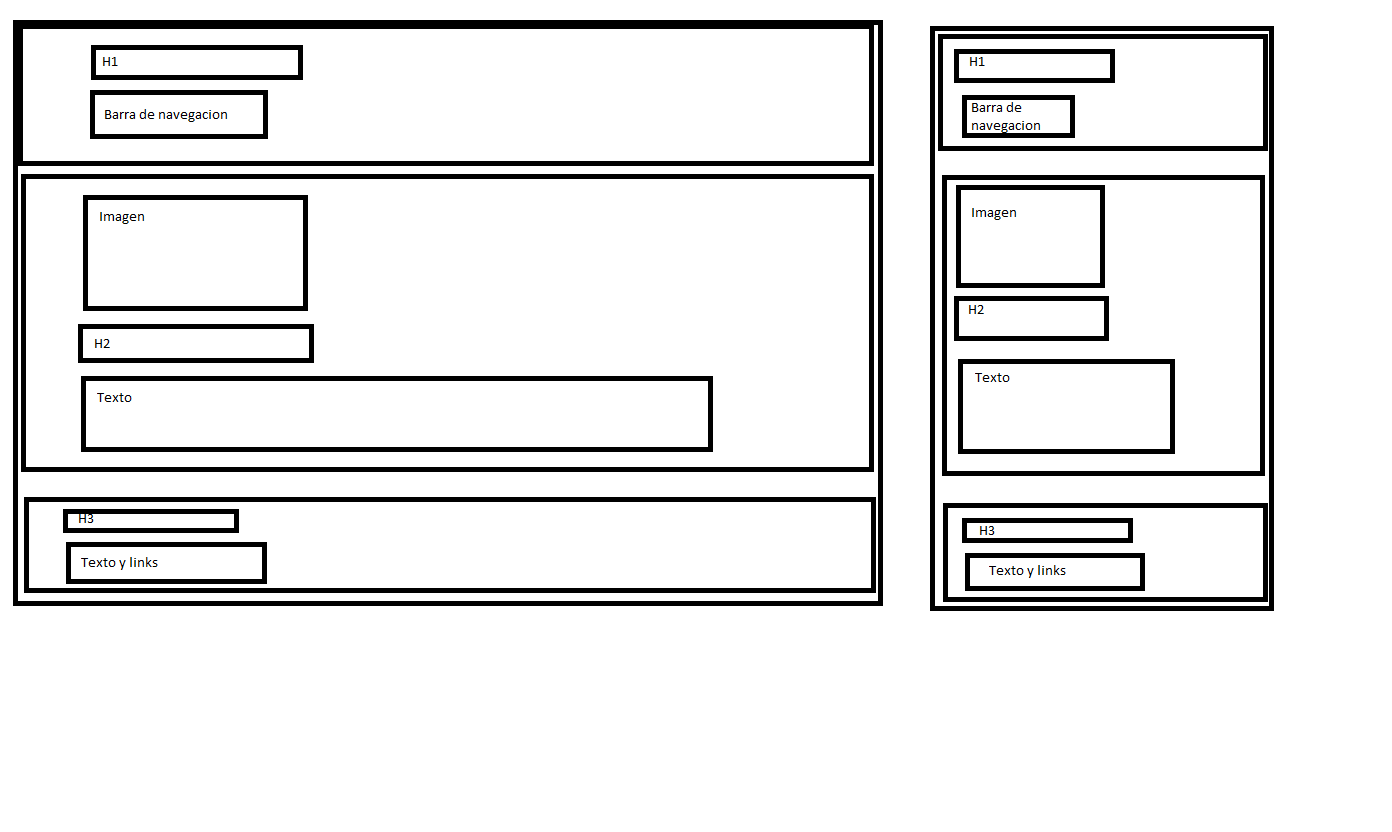 H1
Barra de navegacion
Imagen
H2
Texto
H3
Texto y links
H1
Barra de
navegacion
Imagen
H2
Texto
H3
Texto y links